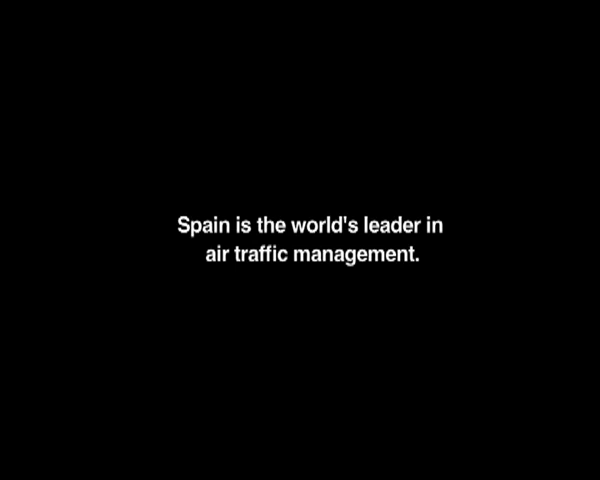 Spain is the world's leader in
air traffic management.